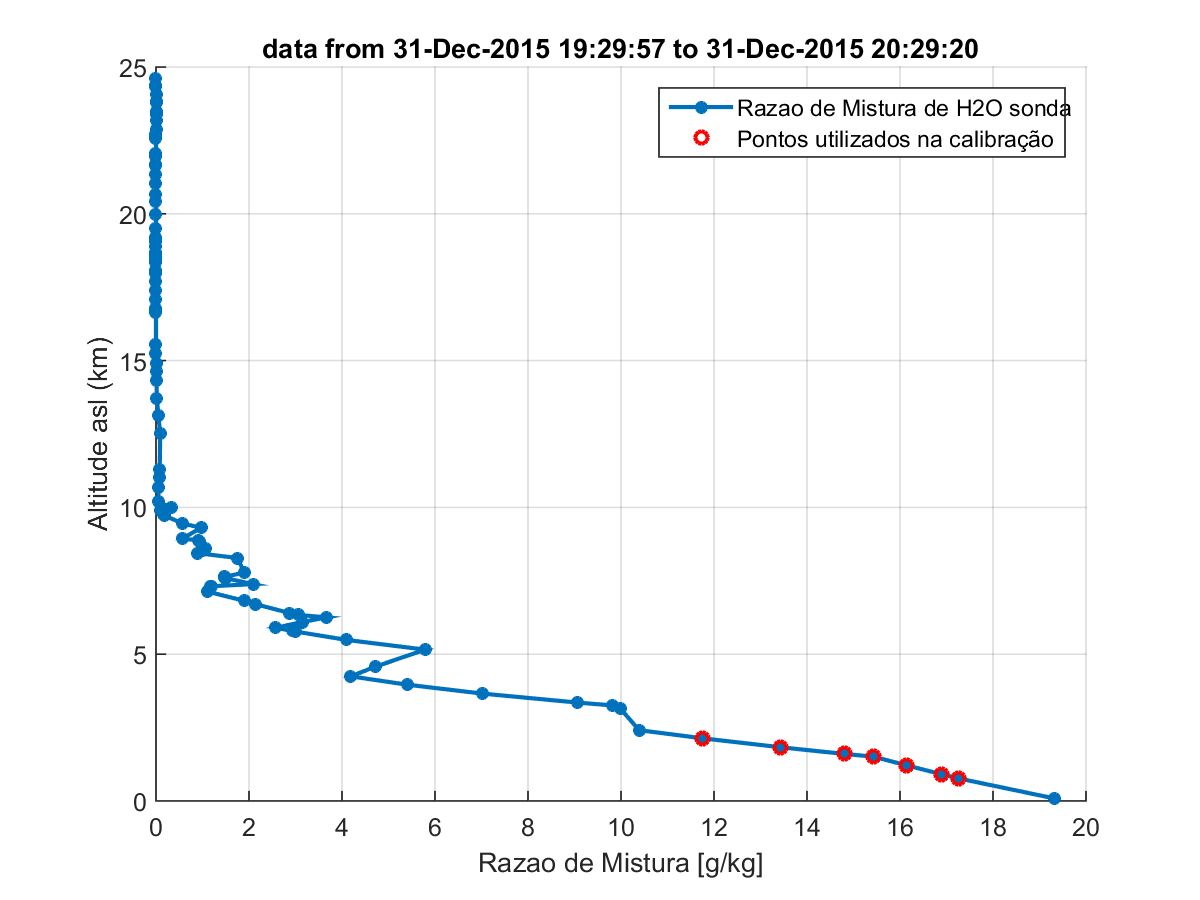 data from 31-Dec-2015 19:29:57 to 31-Dec-2015 20:29:20
Razao de Mistura de H2O sonda
Pontos utilizados na calibração
Altitude asl (km)
25
20
15
10
5
0
0 2 4 6 8 10 12 14 16 18 20
Razao de Mistura [g/kg]